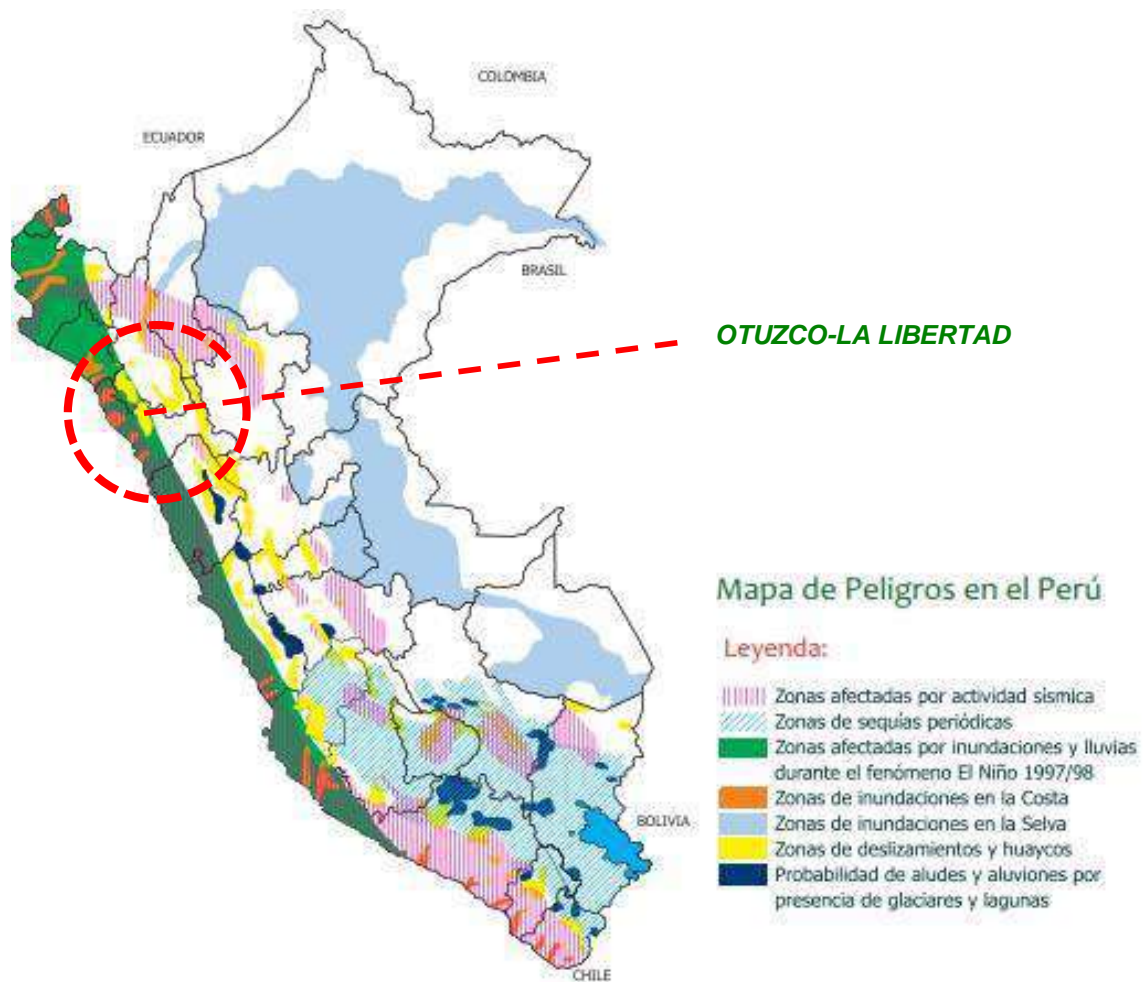 COLOMBIA
ECUADOR
BRASIL
OTUZCO-LA LIBERTAD
Mapa de Peligros en el Perú
Leyenda:
Zonas afectadas por actividad sísmica
Zonas de sequías periódicas
Zonas afectadas por inundaciones y lluvias
durante el fenómeno El Niño 1997/98
Zonas de inundaciones en la Costa
Zonas de inundaciones en la Selva
Zonas de deslizamientos y huaycos
Probabilidad de aludes y aluviones por
presencia de glaciares y lagunas
BOLIVIA
CHILE